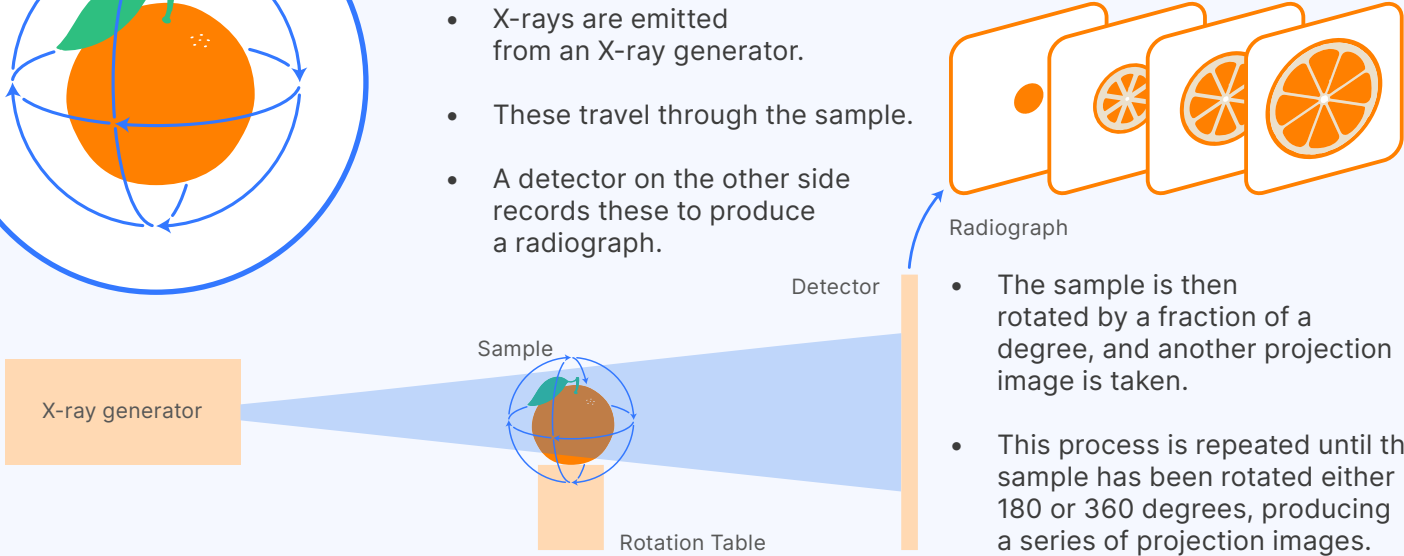 • X-rays are emitted
from an X-ray generator.
• These travel through the sample.
• A detector on the other side
records these to produce
a radiograph.
Radiograph
Detector
Sample
X-ray generator
Rotation Table
• The sample is then
rotated by a fraction of a
degree, and another projection
image is taken.
• This process is repeated until th
sample has been rotated either
180 or 360 degrees, producing
a series of projection images.